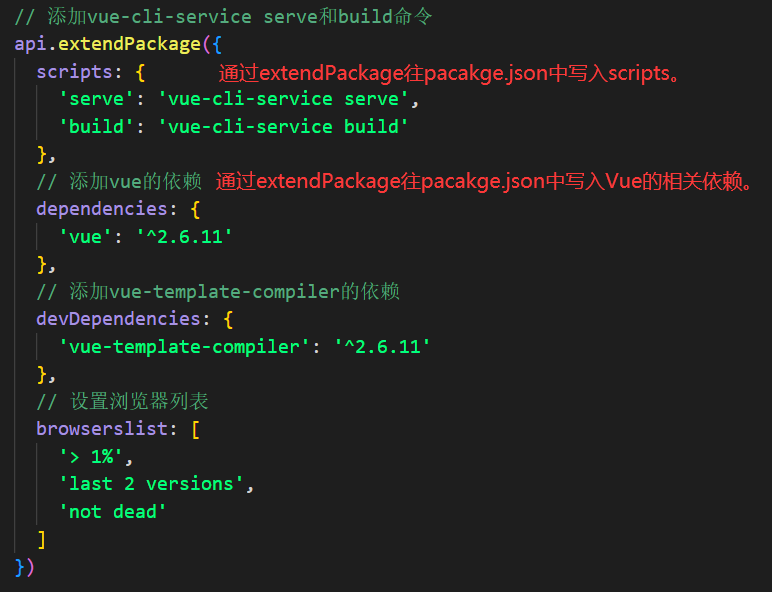 // 添加vue-cli-service serve和build命令
api.extendPackage({
scripts: { 通过extendPackage往pacakge.json中写入scripts。
'serve': 'vue-cli-service serve',
'build': 'vue-cli-service build'
},
// 添加vue的依赖 通过extendPackage往pacakge.json中写入Vue的相关依赖。
dependencies: {
'vue': '^2.6.11'
},
// 添加vue-template-compiler的依赖
devDependencies: {
'vue-template-compiler': '^2.6.11'
},
// 设置浏览器列表
browserslist: [
'> 1%',
'last 2 versions',
'not dead'
]
})